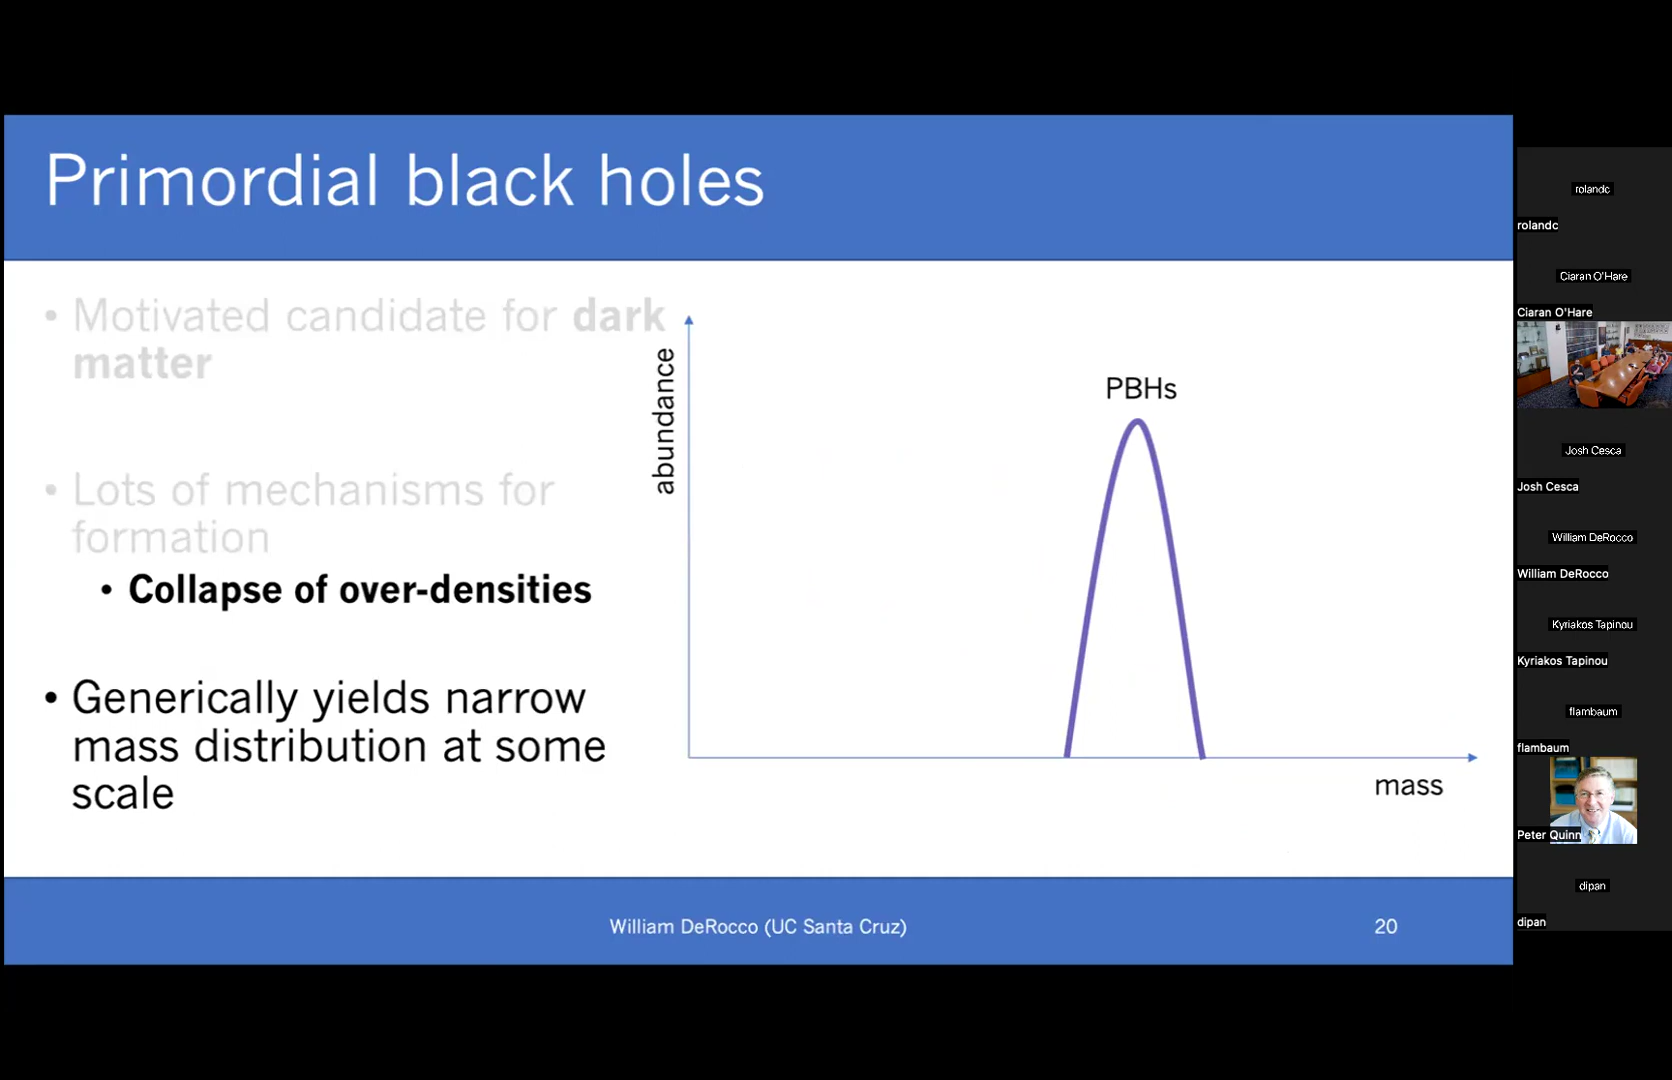 Primordial black holes
• Motivated candidate for dark
matter
• Lots of mechanisms for
formation
• Collapse of over-densities
• Generically yields narrow
mass distribution at some
scale
abundance
PBHs
mass
William DeRocco (UC Santa Cruz)
20
rolandc
rolandc
Ciaran O'Hare
Ciaran O'Hare
Josh Cesca
Josh Cesca
William DeRocco
William DeRocco
Kyriakos Tapinou
Kyriakos Tapinou
flambaum
flambaum
Peter Quinn
dipan
dipan